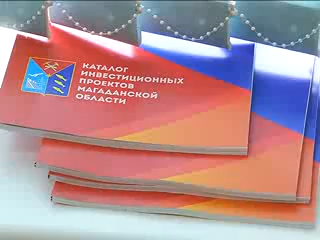 КАТАЛОГ
ИНВЕСТИЦИОННЫХ
ПРОЕКТОВ
МАГАДАНСКОЙ
ОБЛАСТИ